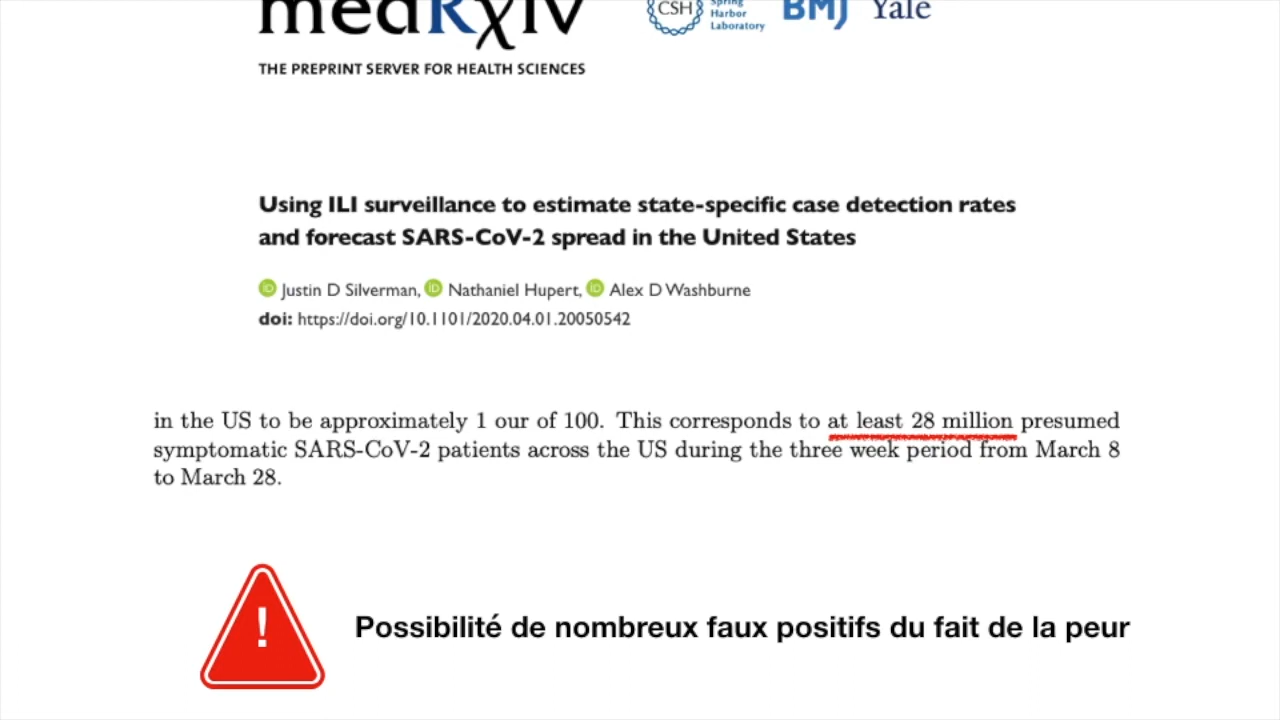 medRχiv
CSH Spring
Harbor
Laboratory
BMJ Yale
THE PREPRINT SERVER FOR HEALTH SCIENCES
Using ILI surveillance to estimate state-specific case detection rates
and forecast SARS-CoV-2 spread in the United States
iD Justin D Silverman, iD Nathaniel Hupert, iD Alex D Washburne
doi: https://doi.org/10.1101/2020.04.01.20050542
in the US to be approximately 1 our of 100. This corresponds to at least 28 million presumed
symptomatic SARS-CoV-2 patients across the US during the three week period from March 8
to March 28.
!
Possibilité de nombreux faux positifs du fait de la peur